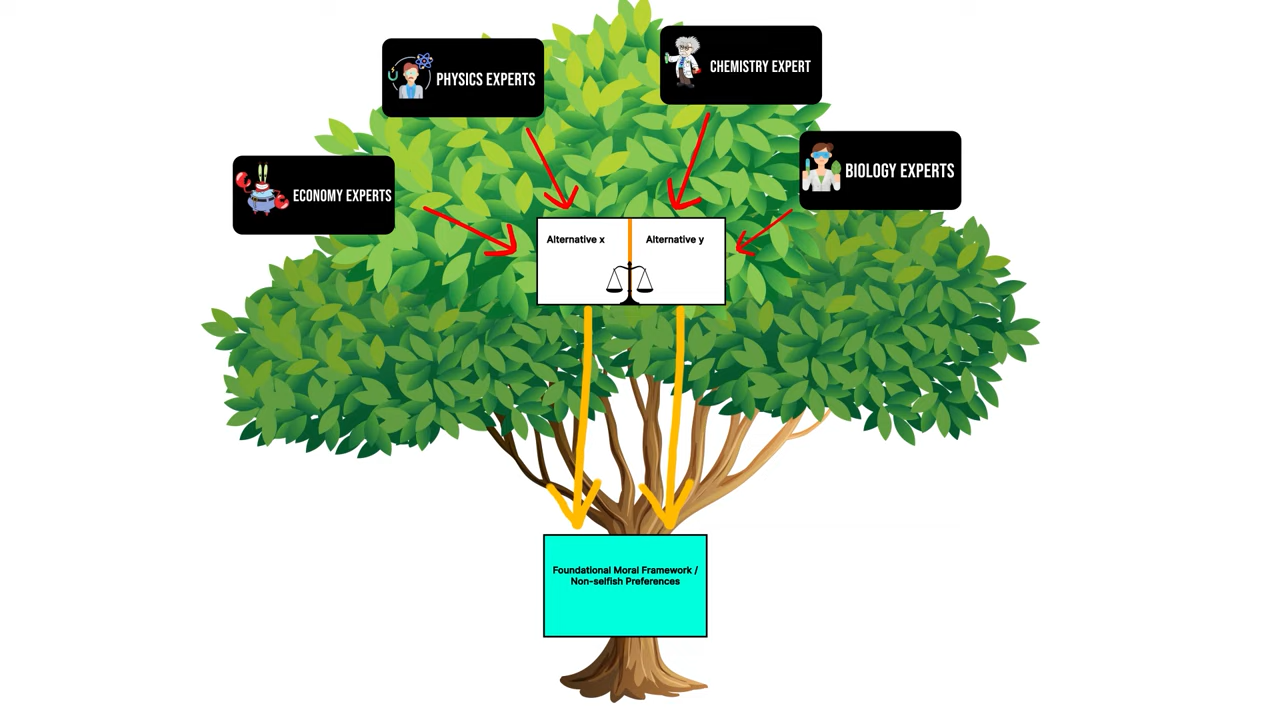 PHYSICS EXPERTS
CHEMISTRY EXPERT
ECONOMY EXPERTS
BIOLOGY EXPERTS
Alternative x
Alternative y
Foundational Moral Framework /
Non-selfish Preferences